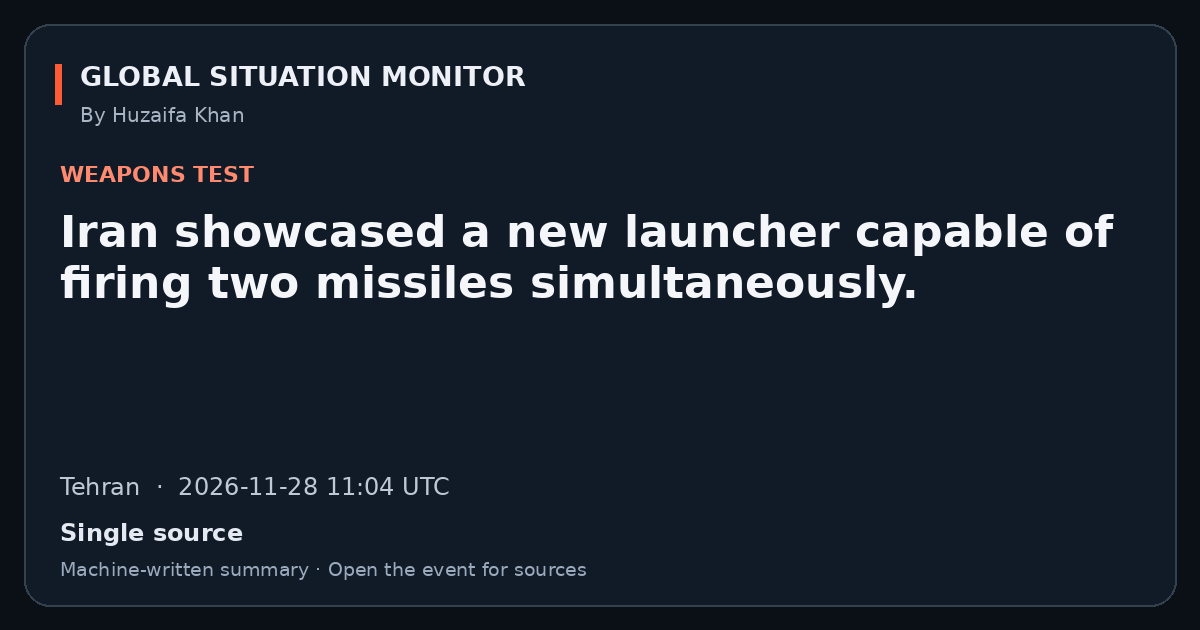 GLOBAL SITUATION MONITOR
By Huzaifa Khan
WEAPONS TEST
Iran showcased a new launcher capable of
firing two missiles simultaneously.
Tehran · 2026-11-28 11:04 UTC
Single source
Machine-written summary · Open the event for sources